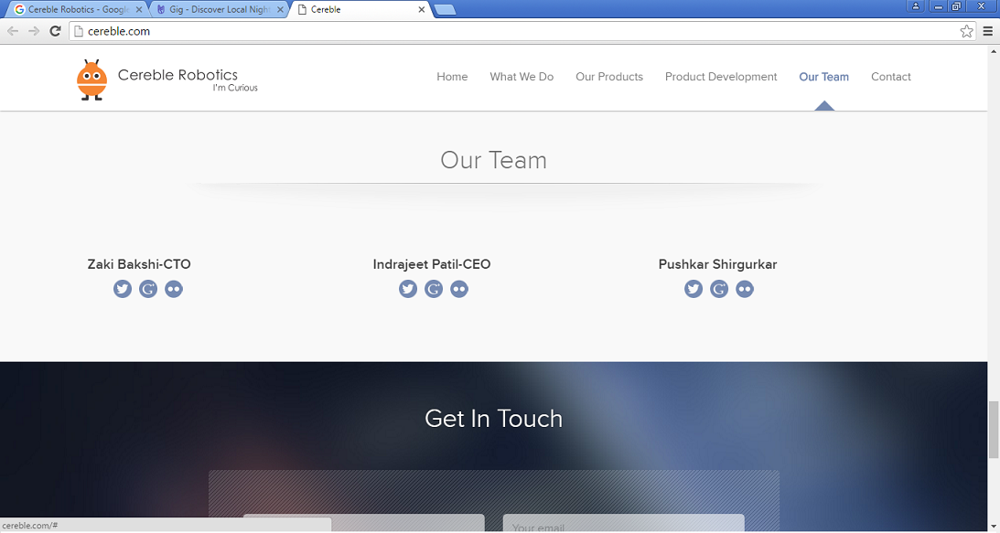 Cereble Robotics - Google
Gig - Discover Local Night
Cereble
cereble.com
Cereble Robotics
I'm Curious
Home What We Do Our Products Product Development Our Team Contact
Our Team
Zaki Bakshi-CTO Indrajeet Patil-CEO Pushkar Shirgurkar
Get In Touch
Your email
cereble.com/#